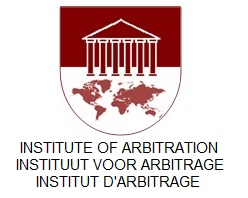 INSTITUTE OF ARBITRATION
INSTITUUT VOOR ARBITRAGE
INSTITUT D'ARBITRAGE